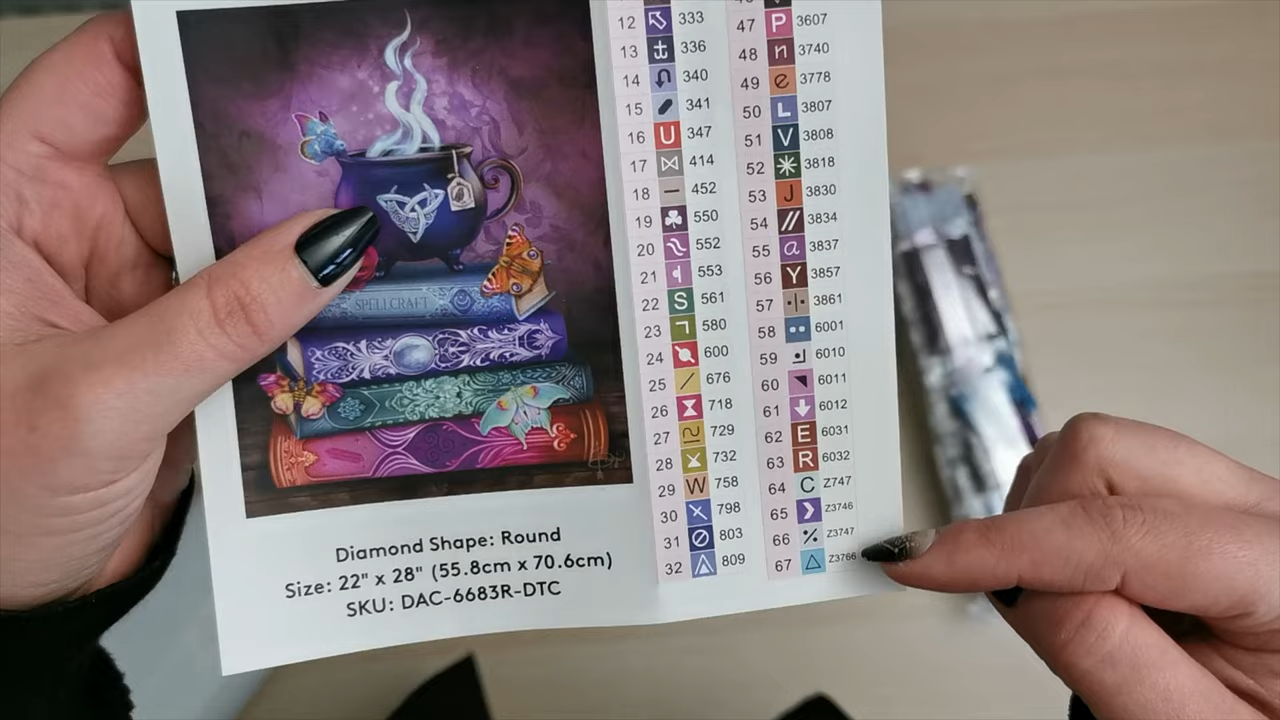 SPELLCRAFT
Diamond Shape: Round
Size: 22" x 28" (55.8cm x 70.6cm)
SKU: DAC-6683R-DTC
12 333
13 336
14 340
15 341
16 U 347
17 414
18 452
19 550
20 552
21 553
22 S 561
23 580
24 600
25 / 676
26 718
27 729
28 732
29 W 758
30 798
31 803
32 809
47 P 3607
48 n 3740
49 e 3778
50 L 3807
51 V 3808
52 3818
53 J 3830
54 // 3834
55 a 3837
56 Y 3857
57 3861
58 6001
59 6010
60 6011
61 6012
62 E 6031
63 R 6032
64 C Z747
65 Z3746
66 Z3747
67 Z3766